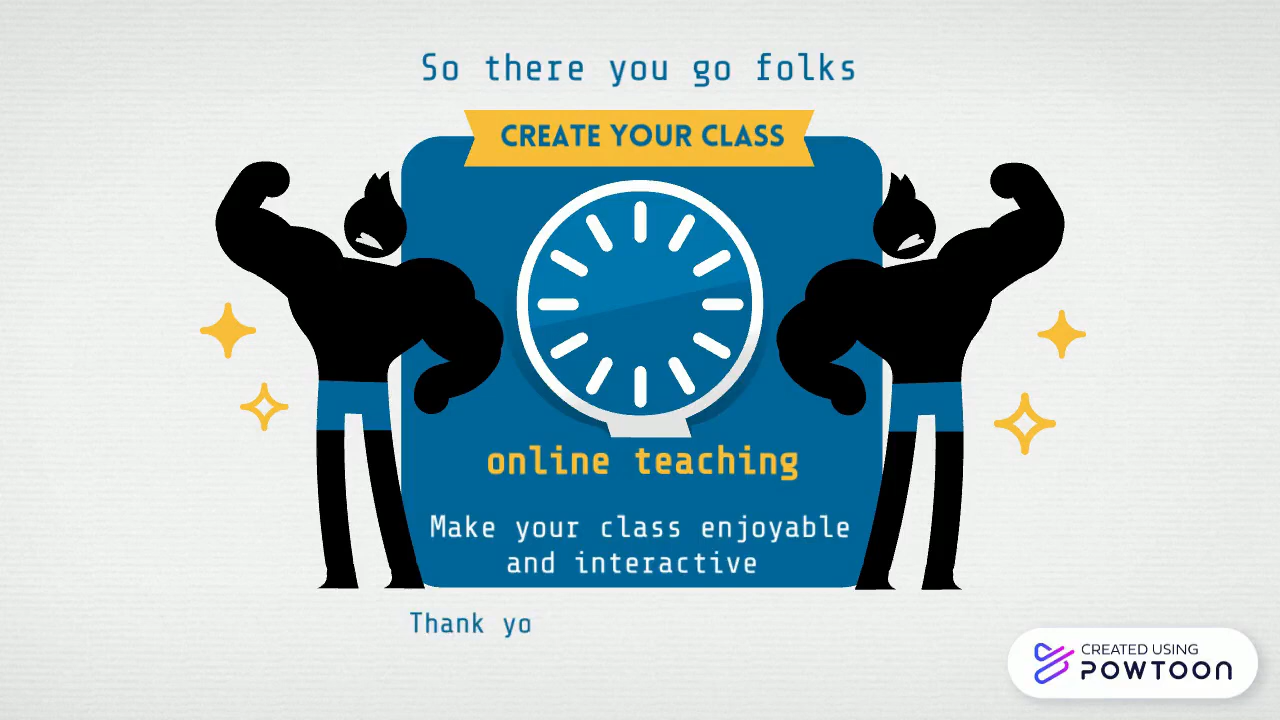 So there you go folks
CREATE YOUR CLASS
online teaching
Make your class enjoyable
and interactive
Thank yo
CREATED USING
POWTOON